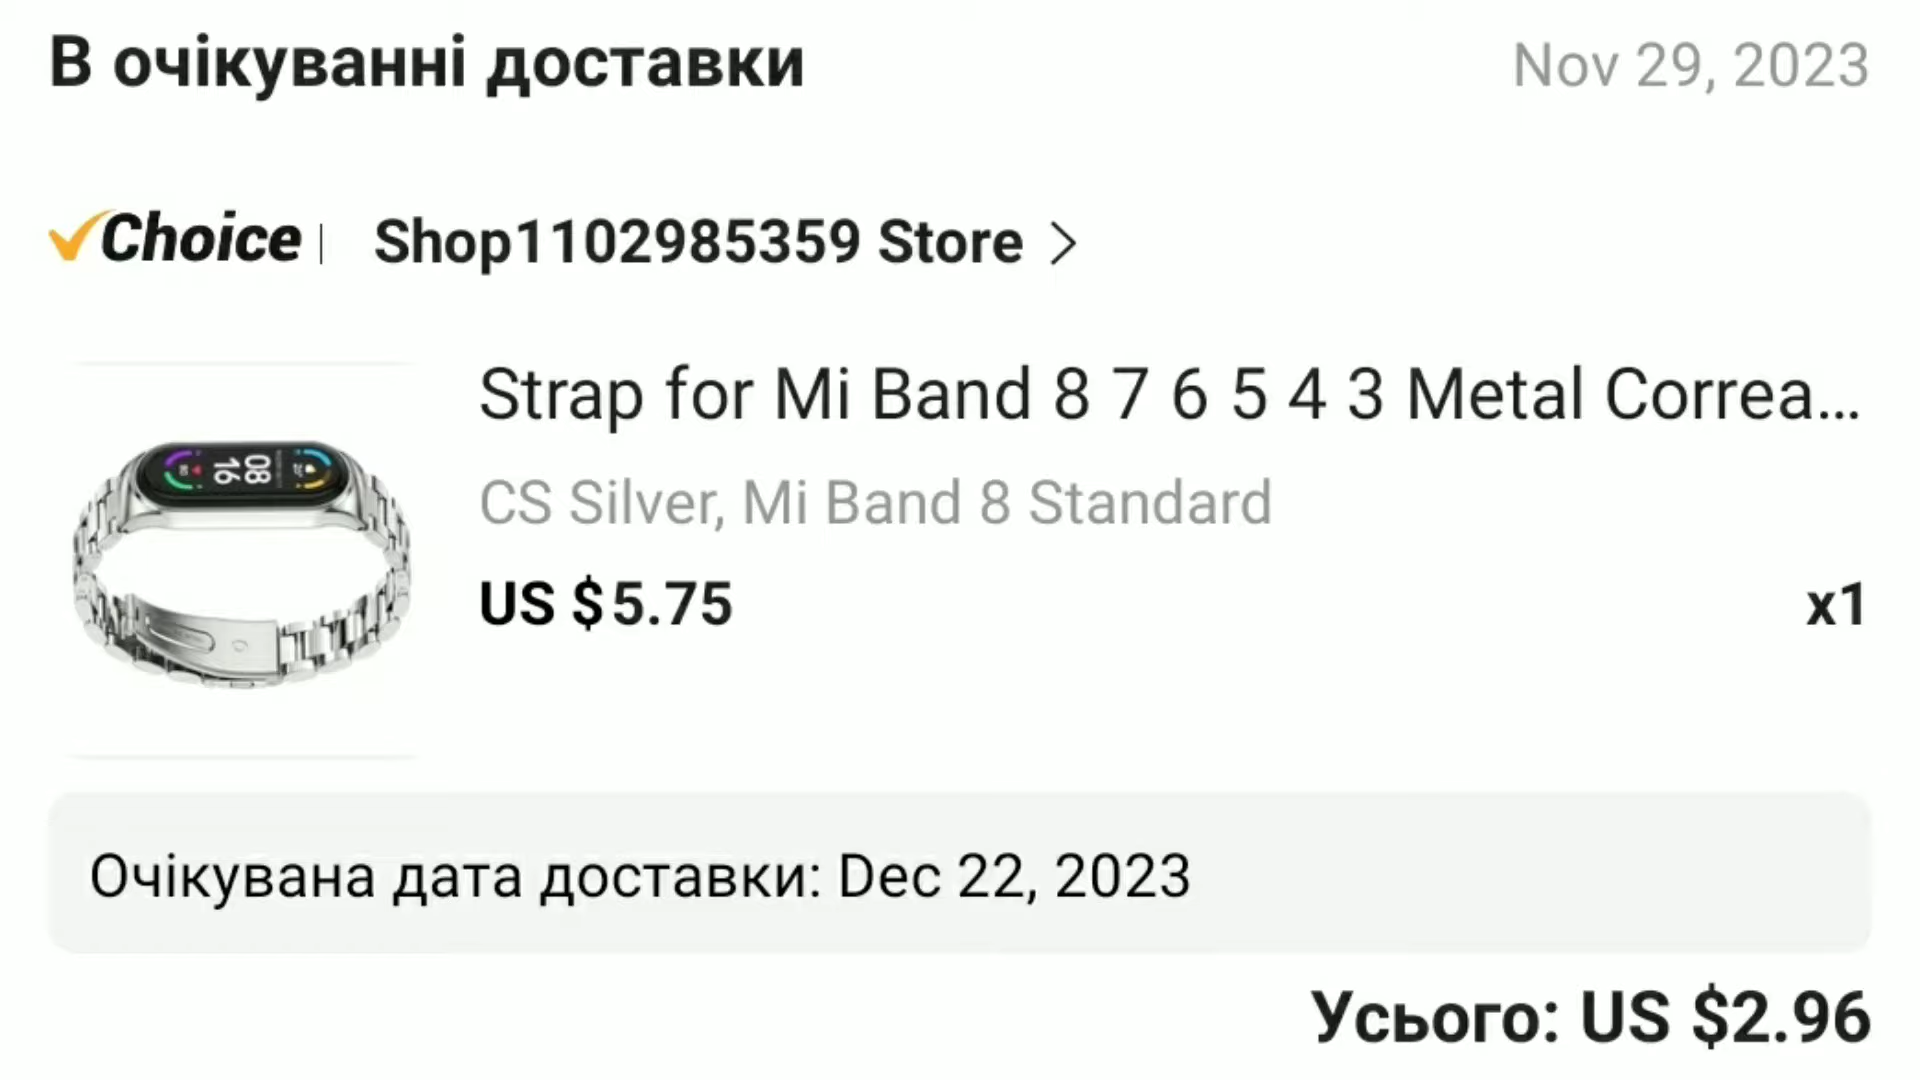 В очікуванні доставки
Nov 29, 2023
Choice | Shop1102985359 Store >
Strap for Mi Band 8 7 6 5 4 3 Metal Correa...
CS Silver, Mi Band 8 Standard
US $5.75
x1
08
16
Очікувана дата доставки: Dec 22, 2023
Усього: US $2.96